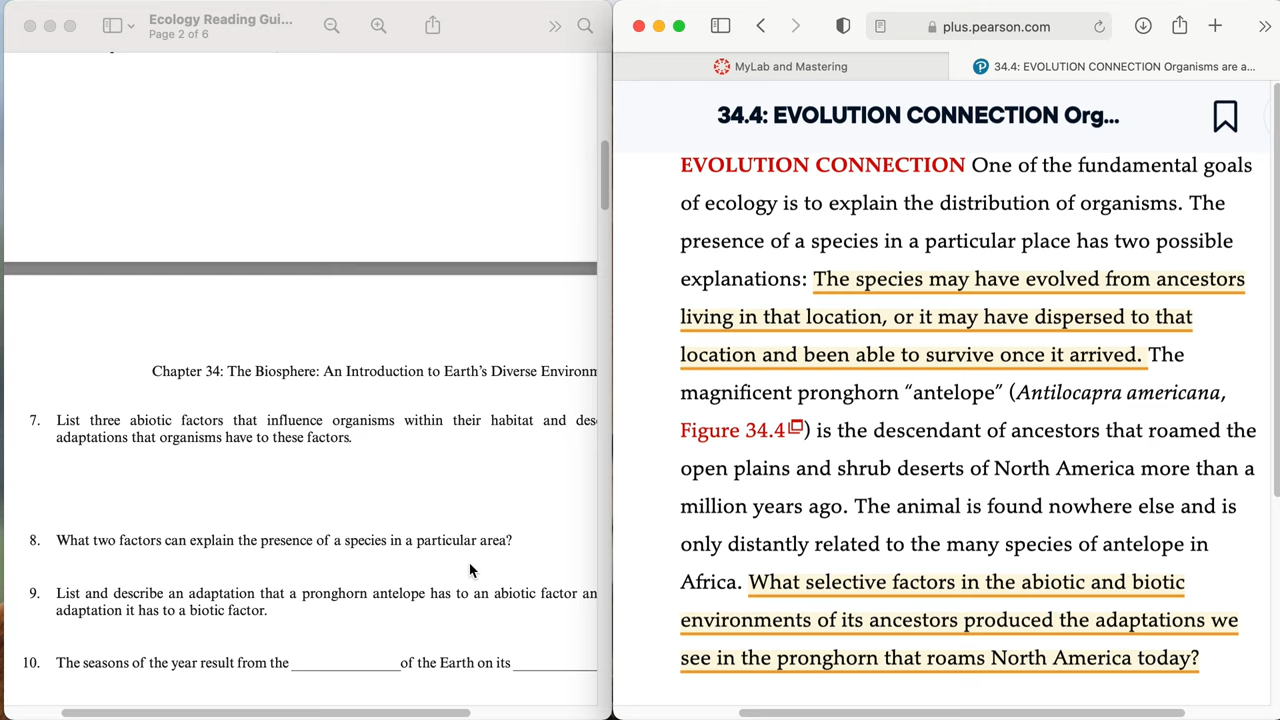 Ecology Reading Gui...
Page 2 of 6
Chapter 34: The Biosphere: An Introduction to Earth's Diverse Environm
7. List three abiotic factors that influence organisms within their habitat and des
adaptations that organisms have to these factors.
8. What two factors can explain the presence of a species in a particular area?
9. List and describe an adaptation that a pronghorn antelope has to an abiotic factor an
adaptation it has to a biotic factor.
10. The seasons of the year result from the ____________ of the Earth on its __________
plus.pearson.com
MyLab and Mastering
34.4: EVOLUTION CONNECTION Organisms are a...
34.4: EVOLUTION CONNECTION Org...
EVOLUTION CONNECTION One of the fundamental goals
of ecology is to explain the distribution of organisms. The
presence of a species in a particular place has two possible
explanations: The species may have evolved from ancestors
living in that location, or it may have dispersed to that
location and been able to survive once it arrived. The
magnificent pronghorn “antelope” (Antilocapra americana,
Figure 34.4) is the descendant of ancestors that roamed the
open plains and shrub deserts of North America more than a
million years ago. The animal is found nowhere else and is
only distantly related to the many species of antelope in
Africa. What selective factors in the abiotic and biotic
environments of its ancestors produced the adaptations we
see in the pronghorn that roams North America today?